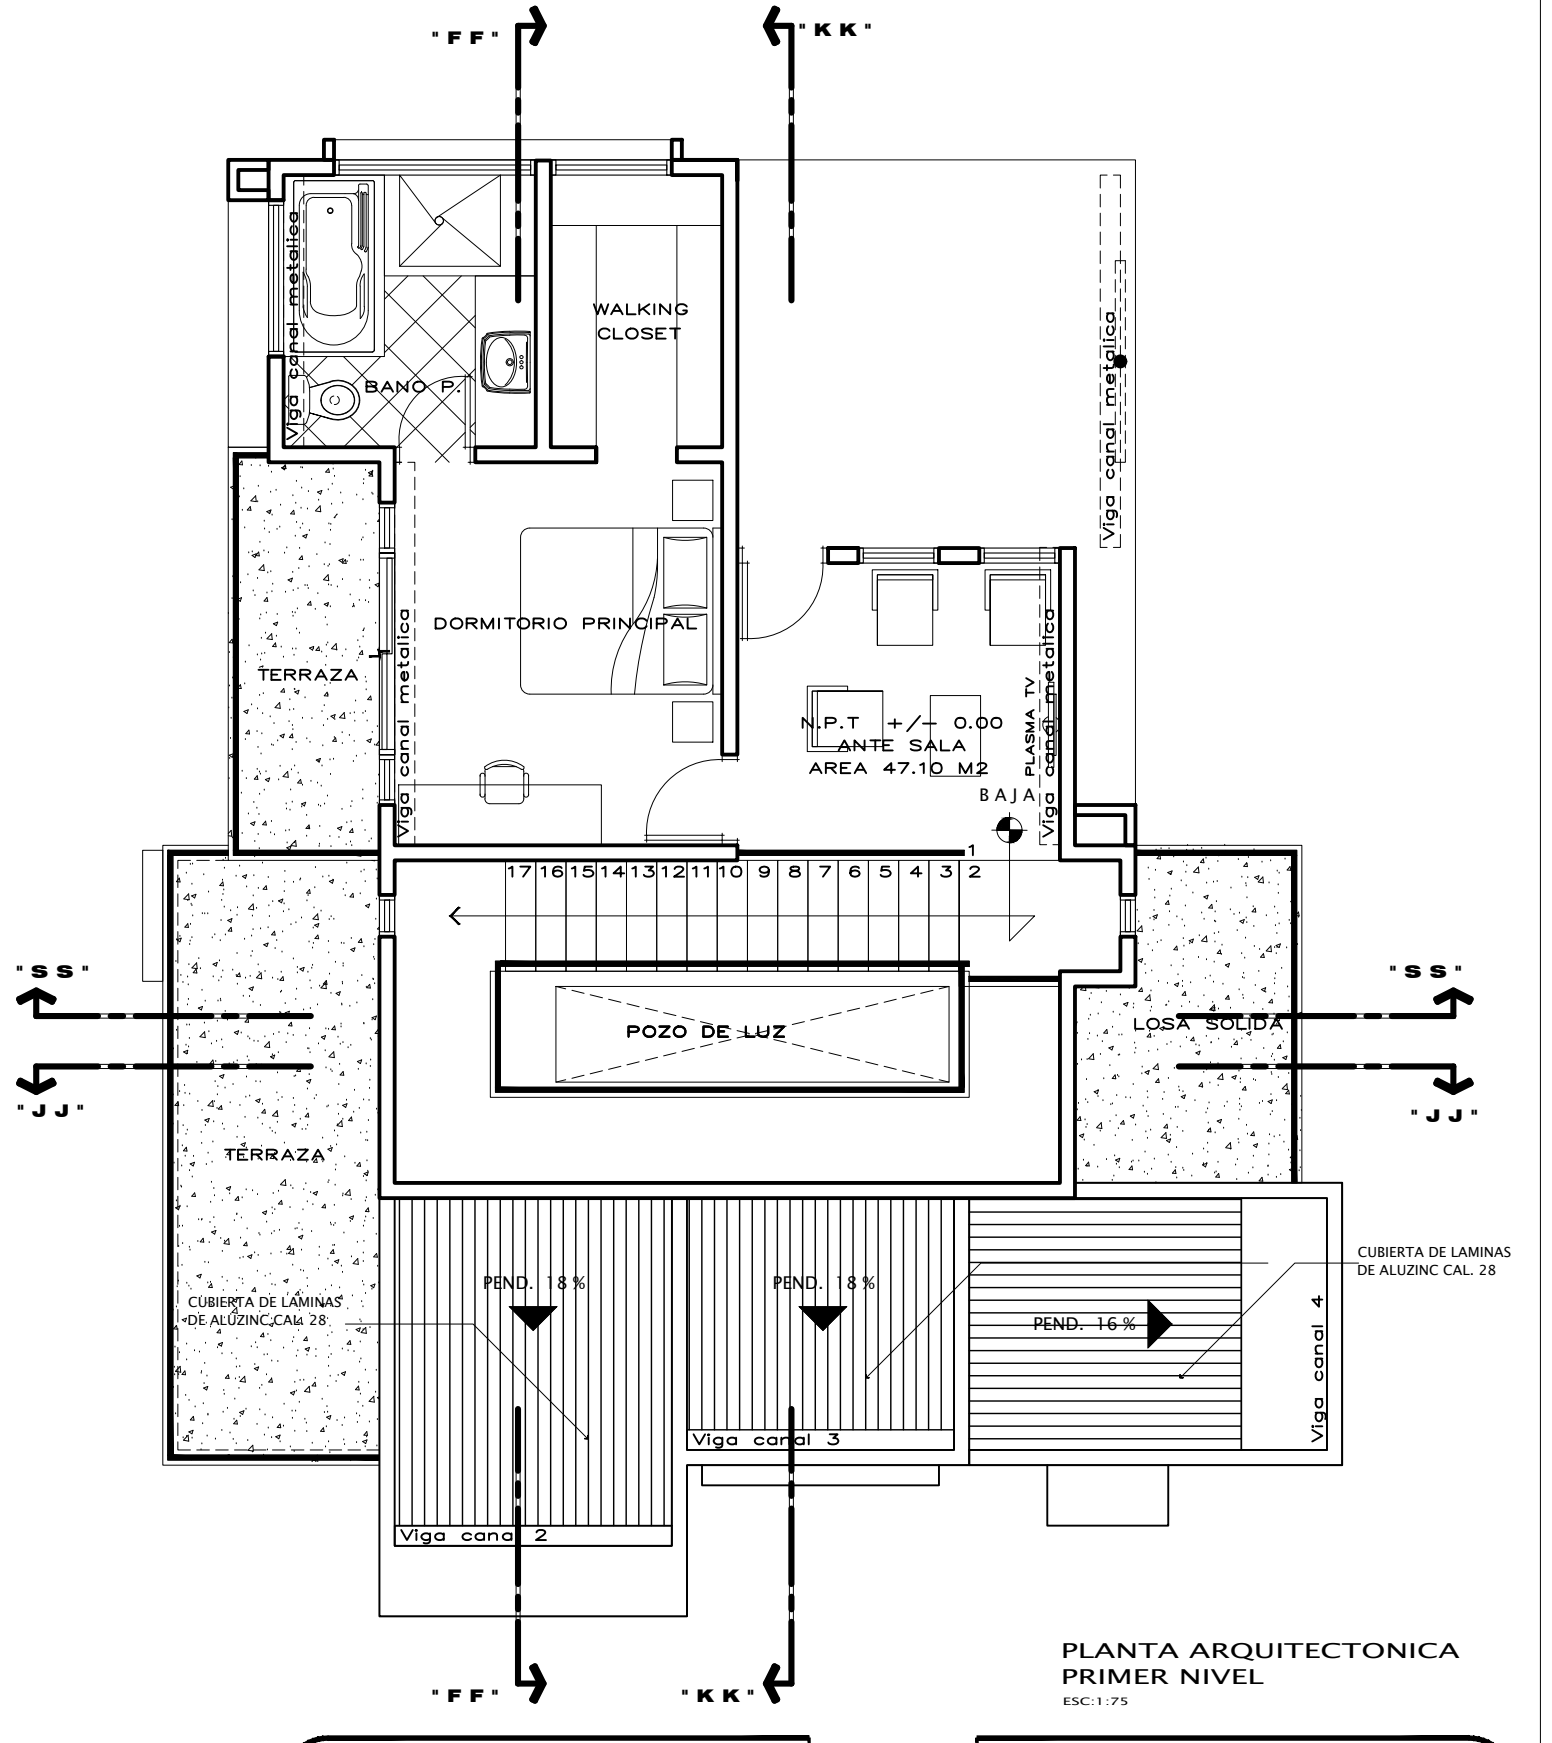 "FF"
"KK"
Viga canal metalica
WALKING
CLOSET
BANO P.
Viga canal metalica
DORMITORIO PRINCIPAL
TERRAZA
Viga canal metalica
N.P.T +/- 0.00
ANTE SALA
AREA 47.10 M2
PLASMA TV
Viga canal metalica
BAJA
1
17 16 15 14 13 12 11 10 9 8 7 6 5 4 3 2
"SS"
"SS"
POZO DE LUZ
LOSA SOLIDA
"JJ"
"JJ"
TERRAZA
CUBIERTA DE LAMINAS
DE ALUZINC CAL. 28
PEND. 18 %
PEND. 18 %
PEND. 16 %
CUBIERTA DE LAMINAS
DE ALUZINC CAL. 28
Viga canal 4
Viga canal 3
Viga canal 2
PLANTA ARQUITECTONICA
PRIMER NIVEL
ESC:1:75
"FF"
"KK"